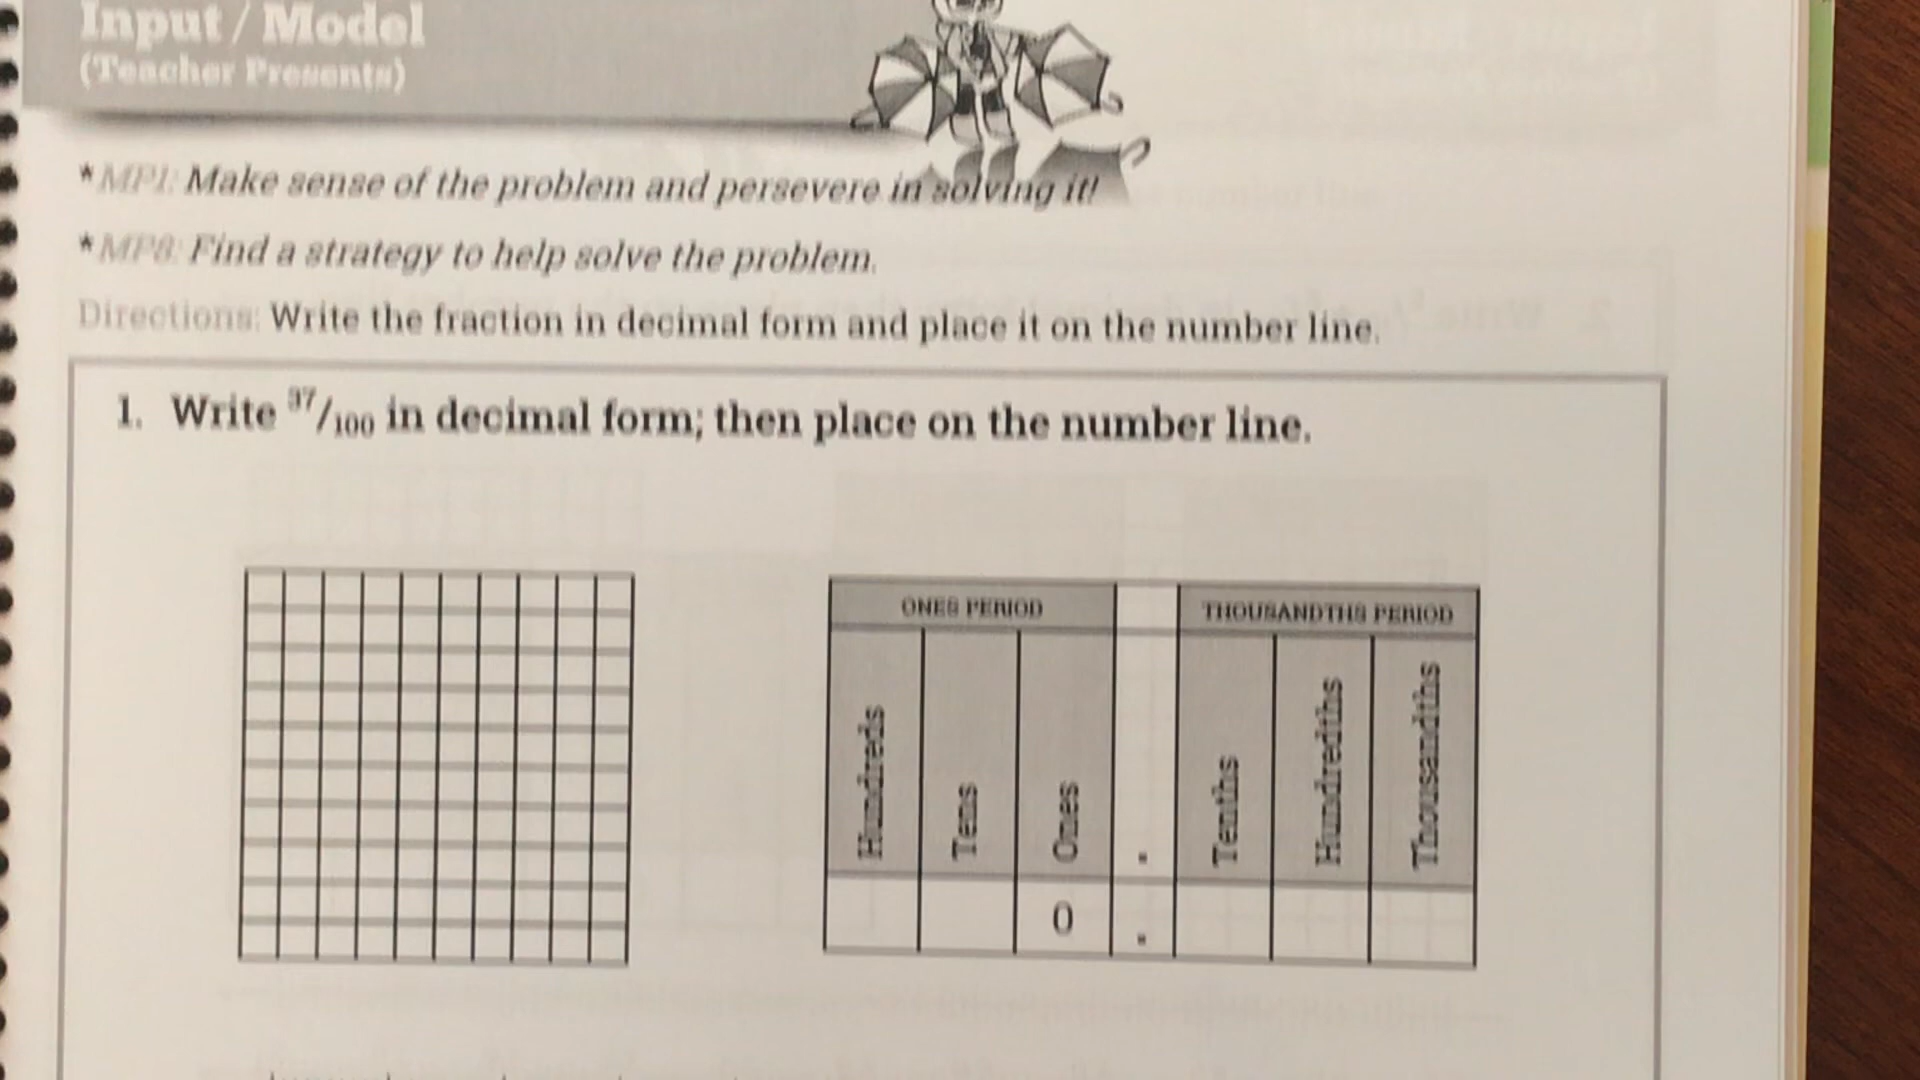 Input / Model
(Teacher Presents)
*MP1: Make sense of the problem and persevere in solving it!
*MP8: Find a strategy to help solve the problem.
Directions: Write the fraction in decimal form and place it on the number line.
1. Write 37/100 in decimal form; then place on the number line.
ONES PERIOD THOUSANDTHS PERIOD
Hundreds Tens Ones . Tenths Hundredths Thousandths
0 .